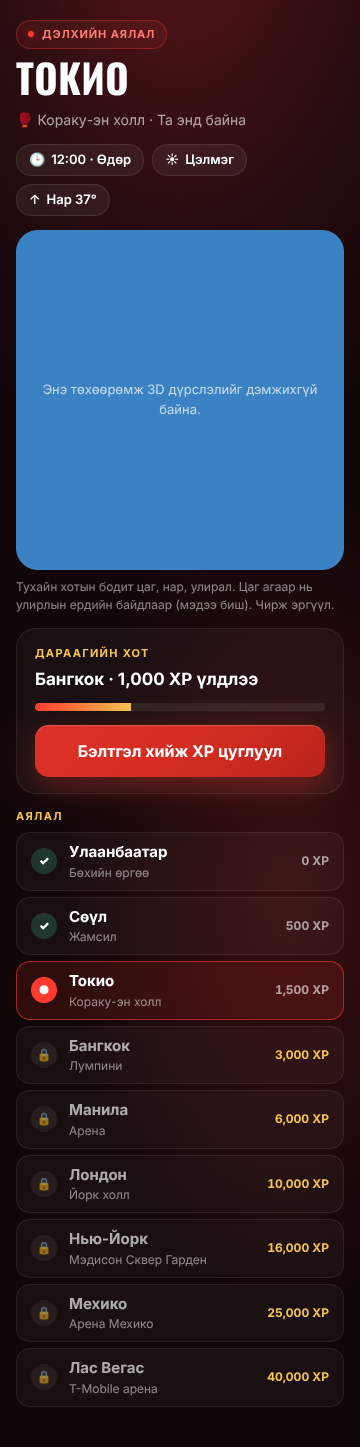 ДЭЛХИЙН АЯЛАЛ
ТОКИО
Кораку-эн холл · Та энд байна
12:00 · Өдөр
Цэлмэг
↑ Нар 37°
Энэ төхөөрөмж 3D дүрслэлийг дэмжихгүй
байна.
Тухайн хотын бодит цаг, нар, улирал. Цаг агаар нь
улирлын ердийн байдлаар (мэдээ биш). Чирж эргүүл.
ДАРААГИЙН ХОТ
Бангкок · 1,000 XP үлдлээ
Бэлтгэл хийж XP цуглуул
АЯЛАЛ
Улаанбаатар
Бөхийн өргөө
0 XP
Сөүл
Жамсил
500 XP
Токио
Кораку-эн холл
1,500 XP
Бангкок
Лумпини
3,000 XP
Манила
Арена
6,000 XP
Лондон
Йорк холл
10,000 XP
Нью-Йорк
Мэдисон Сквер Гарден
16,000 XP
Мехико
Арена Мехико
25,000 XP
Лас Вегас
T-Mobile арена
40,000 XP